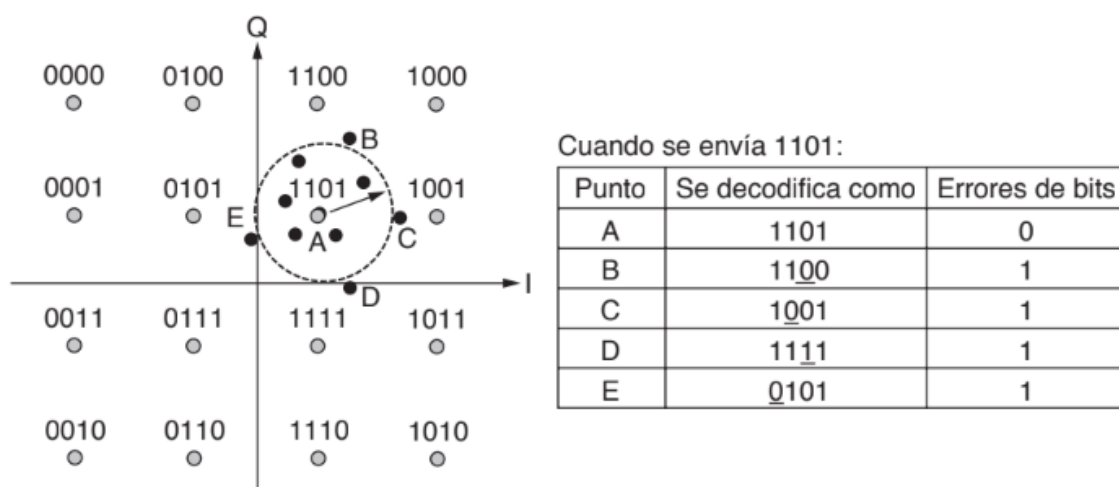 Q
0000 0100 1100 1000
B
0001 0101 1101 1001
E
A
C
I
D
0011 0111 1111 1011
0010 0110 1110 1010
Cuando se envía 1101:
Punto Se decodifica como Errores de bits
A 1101 0
B 1100 1
C 1001 1
D 1111 1
E 0101 1